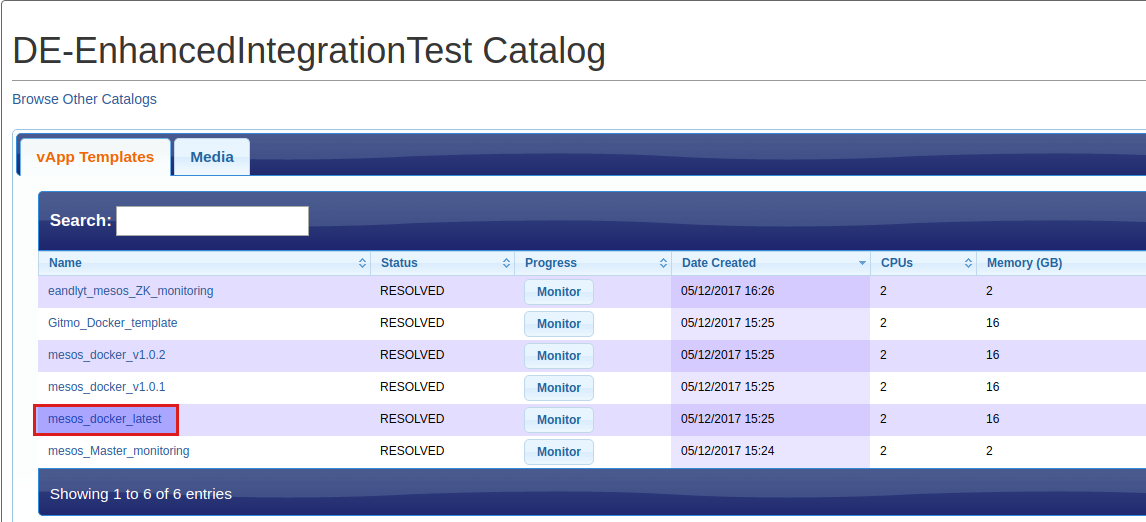 DE-EnhancedIntegrationTest Catalog
Browse Other Catalogs
vApp Templates Media
Search:
Name Status Progress Date Created CPUs Memory (GB)
eandlyt_mesos_ZK_monitoring RESOLVED Monitor 05/12/2017 16:26 2 2
Gitmo_Docker_template RESOLVED Monitor 05/12/2017 15:25 2 16
mesos_docker_v1.0.2 RESOLVED Monitor 05/12/2017 15:25 2 16
mesos_docker_v1.0.1 RESOLVED Monitor 05/12/2017 15:25 2 16
mesos_docker_latest RESOLVED Monitor 05/12/2017 15:25 2 16
mesos_Master_monitoring RESOLVED Monitor 05/12/2017 15:24 2 2
Showing 1 to 6 of 6 entries